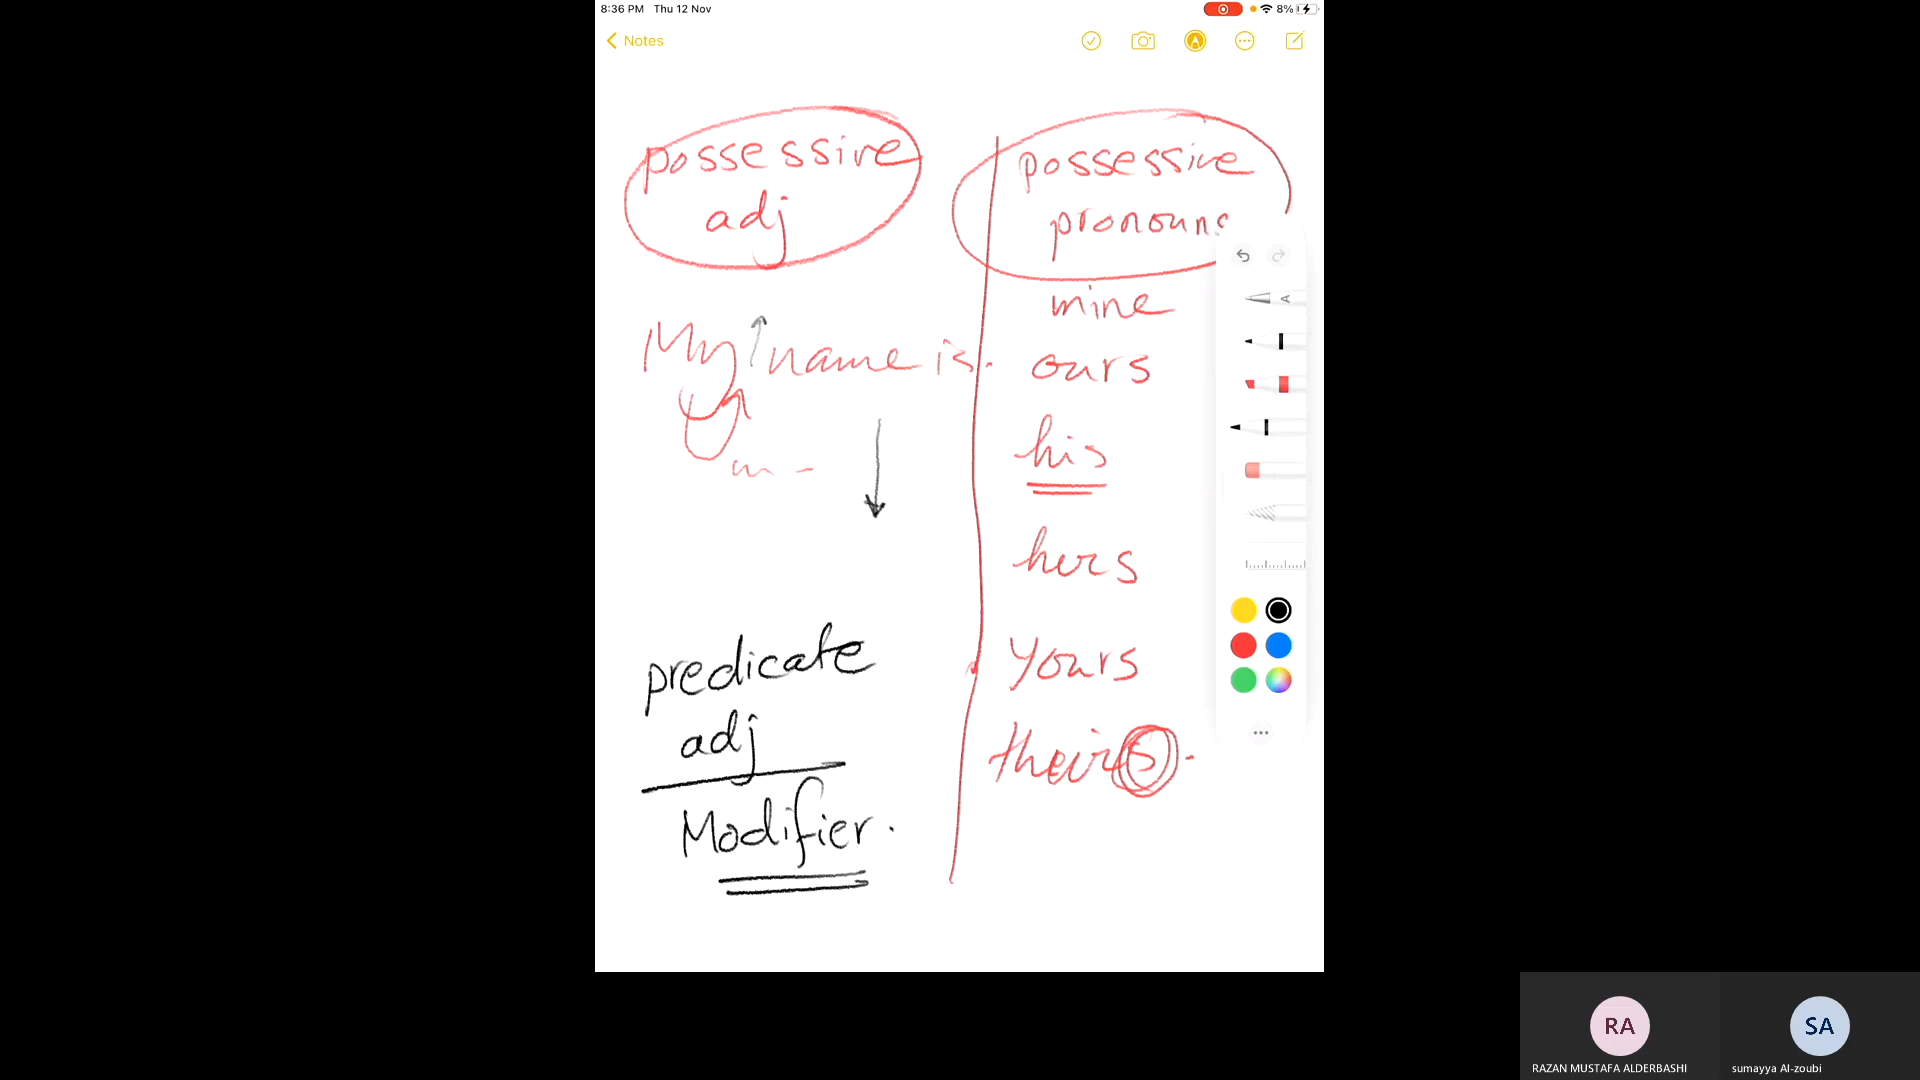 8:36 PM Thu 12 Nov
8%
Notes
possessive
adj
My name is.
predicate
adj
Modifier.
possessive
pronouns
mine
ours
his
hers
yours
theirs.
RA
RAZAN MUSTAFA ALDERBASHI
SA
sumayya Al-zoubi